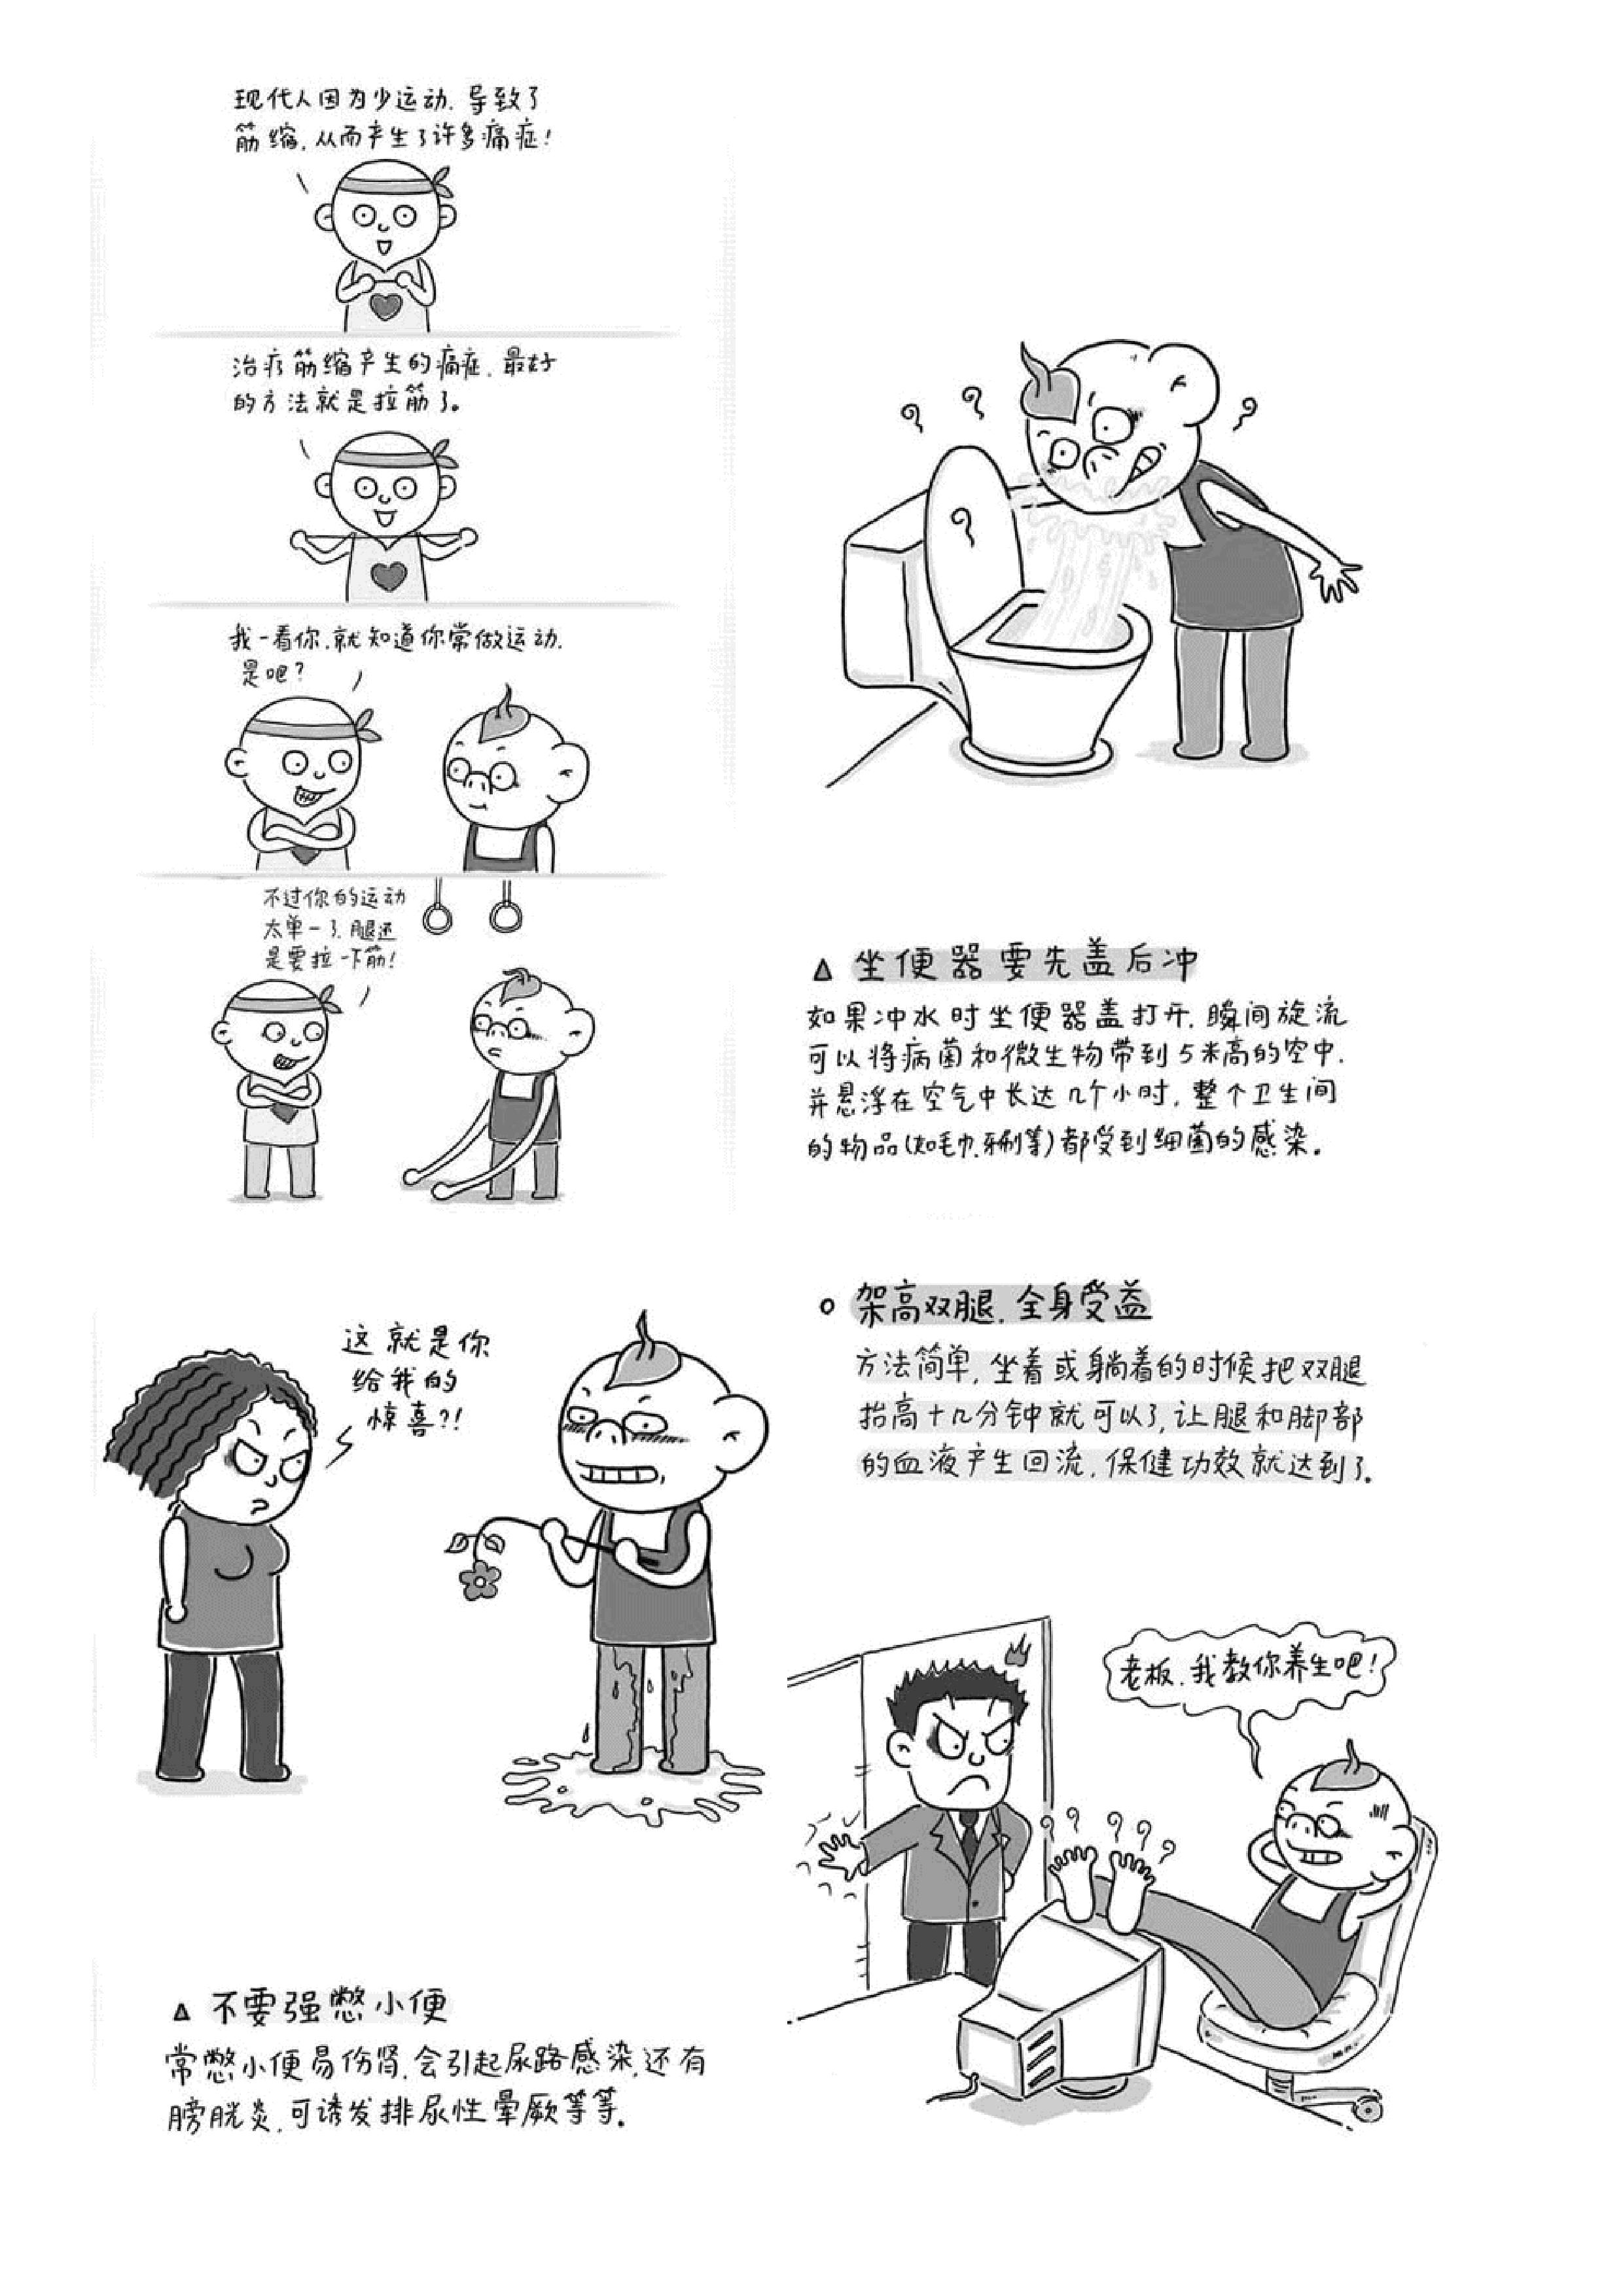 现代人因为少运动,导致了
筋缩,从而产生了许多痛症!
治疗筋缩产生的痛症,最好
的方法就是拉筋了。
我一看你,就知道你常做运动,
是吧?
不过你的运动
太单一了,腿还
是要拉一下筋!
△ 坐便器要先盖后冲
如果冲水时坐便器盖打开,瞬间旋流
可以将病菌和微生物带到5米高的空中,
并悬浮在空气中长达几个小时,整个卫生间
的物品(如毛巾、牙刷等)都受到细菌的感染。
这就是你
给我的
惊喜?!
△ 不要强憋小便
常憋小便易伤肾,会引起尿路感染,还有
膀胱炎,可诱发排尿性晕厥等等。
○ 架高双腿,全身受益
方法简单,坐着或躺着的时候把双腿
抬高十几分钟就可以了,让腿和脚部
的血液产生回流,保健功效就达到了。
老板,我教你养生吧!